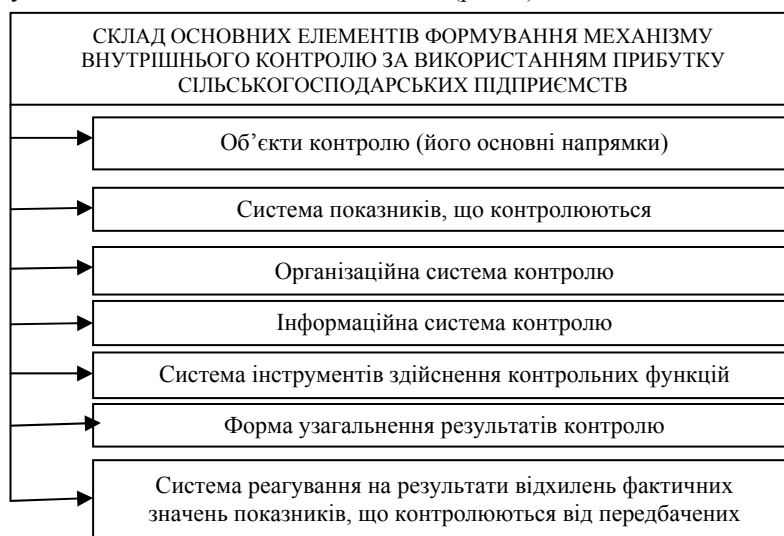 СКЛАД ОСНОВНИХ ЕЛЕМЕНТІВ ФОРМУВАННЯ МЕХАНІЗМУ
ВНУТРІШНЬОГО КОНТРОЛЮ ЗА ВИКОРИСТАННЯМ ПРИБУТКУ
СІЛЬСЬКОГОСПОДАРСЬКИХ ПІДПРИЄМСТВ
Об’єкти контролю (його основні напрямки)
Система показників, що контролюються
Організаційна система контролю
Інформаційна система контролю
Система інструментів здійснення контрольних функцій
Форма узагальнення результатів контролю
Система реагування на результати відхилень фактичних
значень показників, що контролюються від передбачених